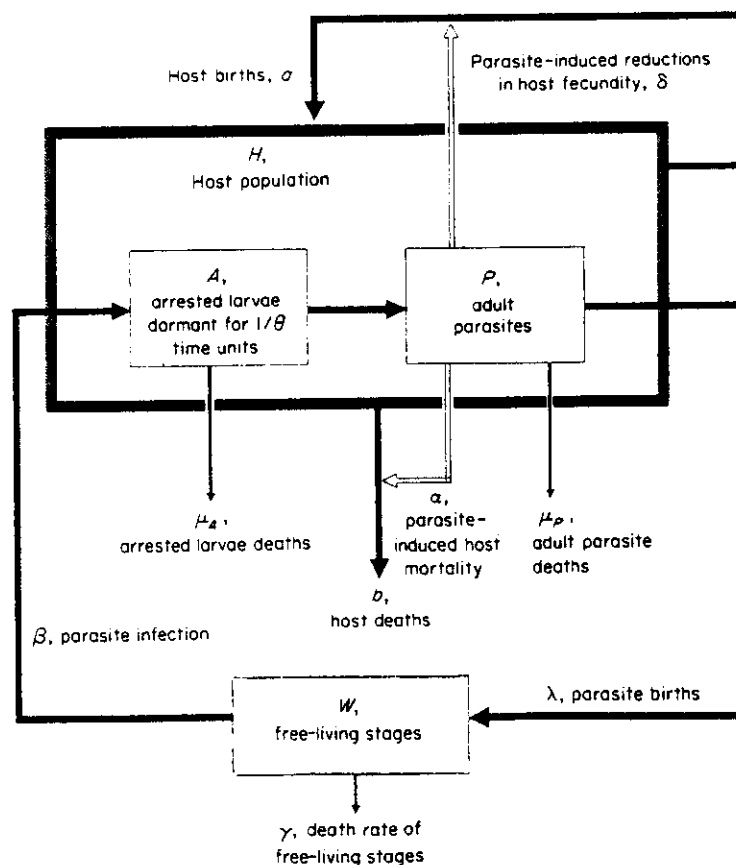 Host births, a
Parasite-induced reductions
in host fecundity, δ
H,
Host population
A,
arrested larvae
dormant for 1/θ
time units
P,
adult
parasites
μA,
arrested larvae deaths
α,
parasite-
induced host
mortality
μP,
adult parasite
deaths
b,
host deaths
β, parasite infection
W,
free-living stages
λ, parasite births
γ, death rate of
free-living stages